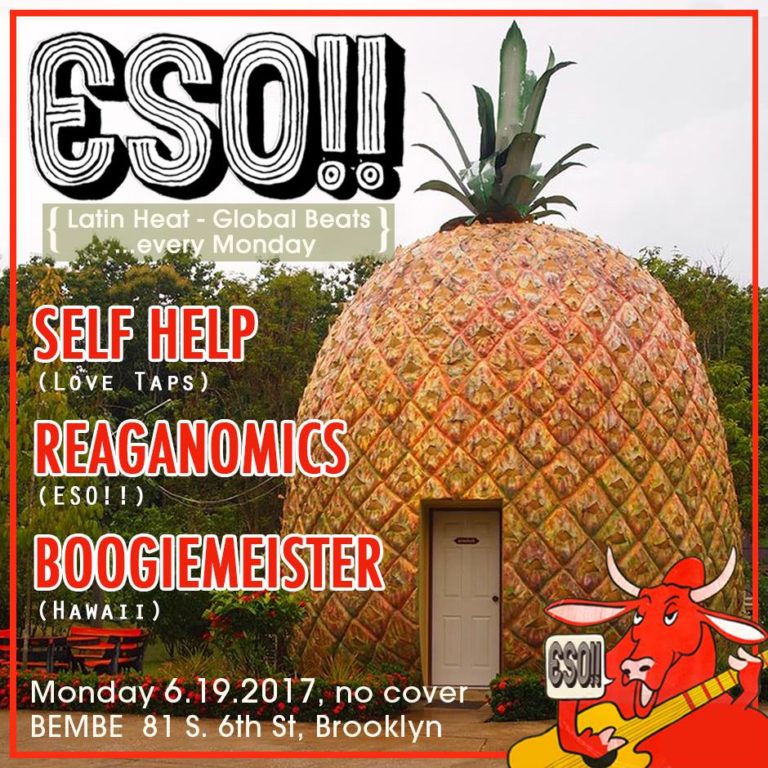 ESO!!
{ Latin Heat - Global Beats }
...every Monday
SELF HELP
(LOVE TAPS)
REAGANOMICS
(ESO!!)
BOOGIEMEISTER
(HAWAII)
ESO!!
Monday 6.19.2017, no cover
BEMBE 81 S. 6th St, Brooklyn